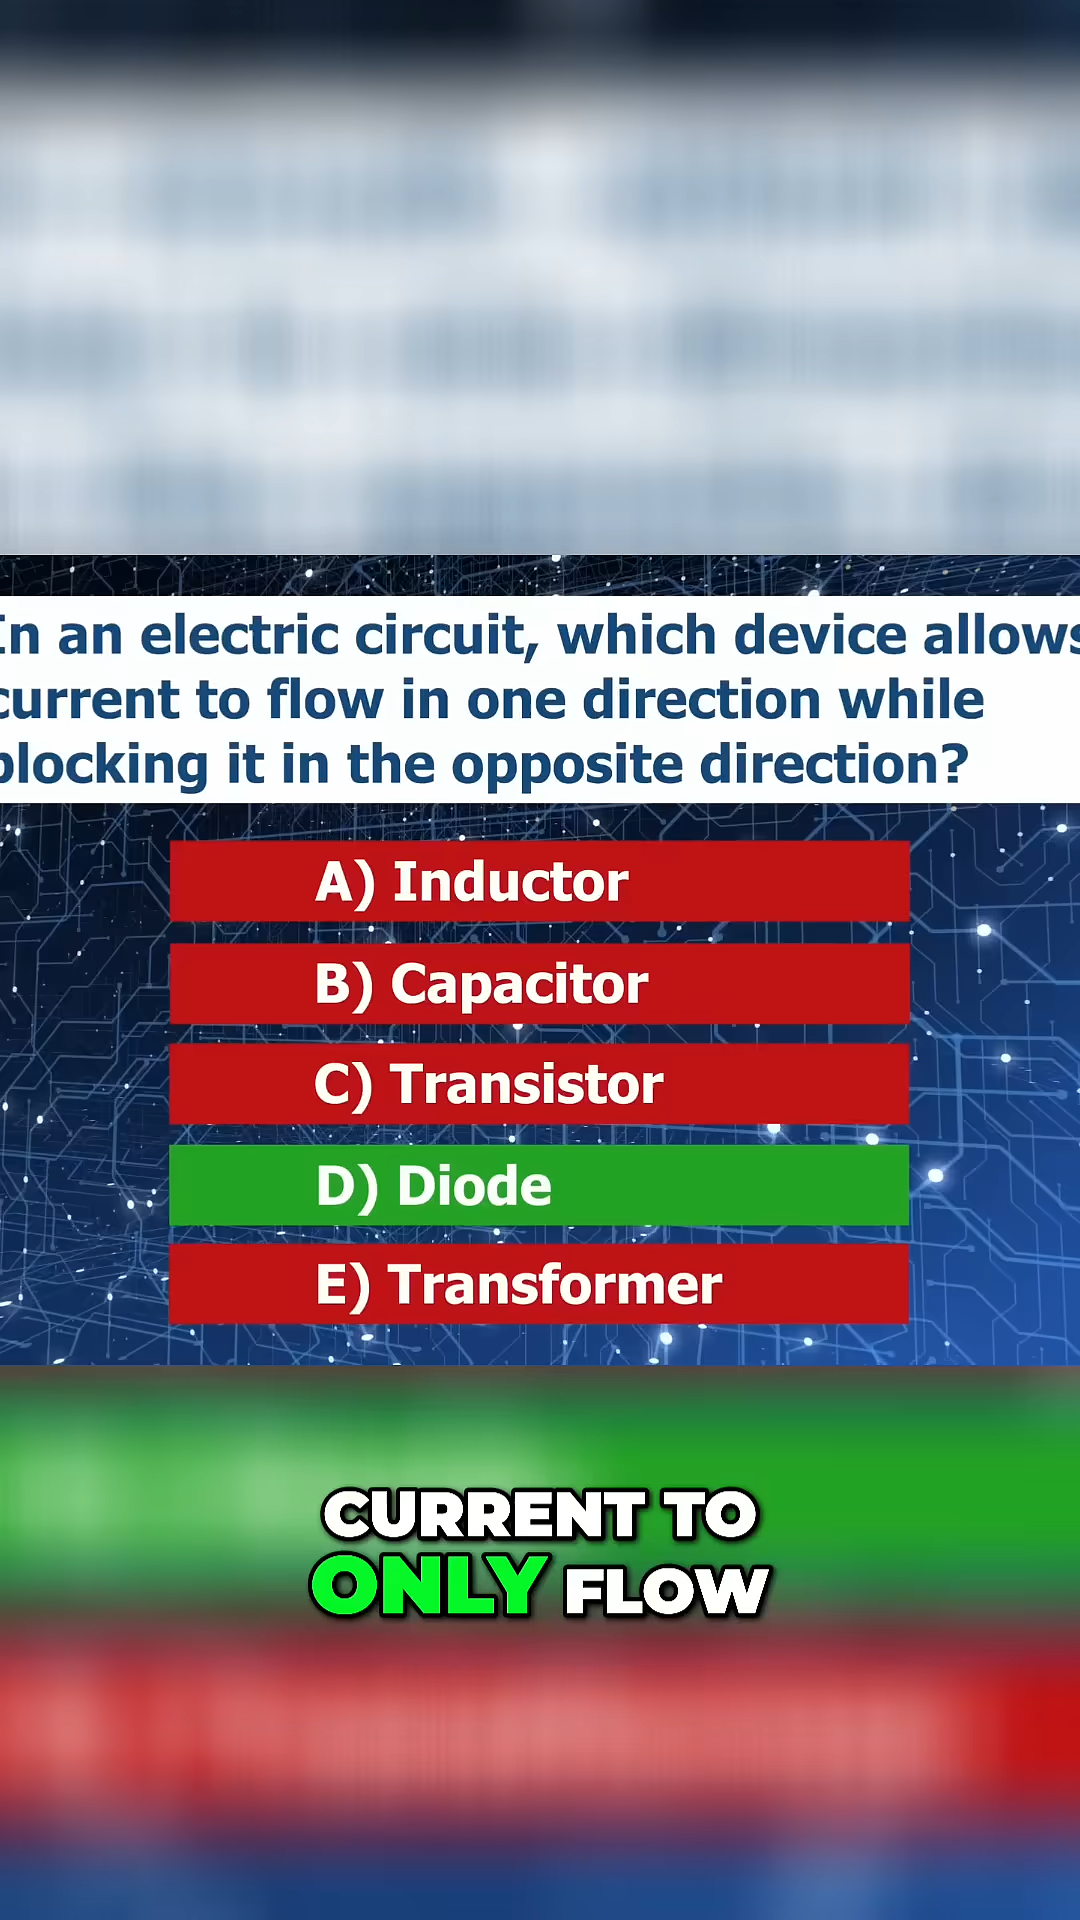 In an electric circuit, which device allows
current to flow in one direction while
blocking it in the opposite direction?
A) Inductor
B) Capacitor
C) Transistor
D) Diode
E) Transformer
CURRENT TO
ONLY FLOW